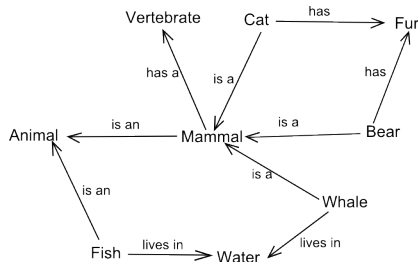 Vertebrate
Cat
has
Fur
has a
is a
has
Animal
is an
Mammal
is a
Bear
is an
is a
Whale
Fish
lives in
Water
lives in